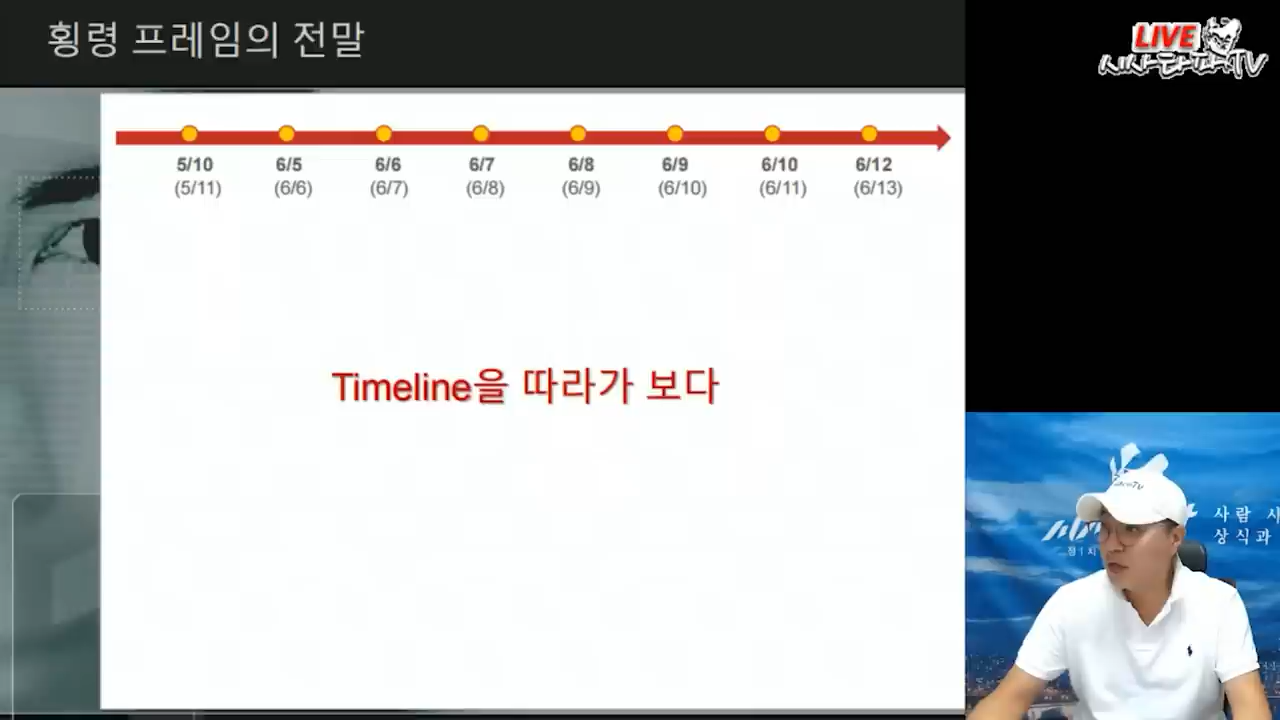 횡령 프레임의 전말
LIVE
시사타파TV
5/10 6/5 6/6 6/7 6/8 6/9 6/10 6/12
(5/11) (6/6) (6/7) (6/8) (6/9) (6/10) (6/11) (6/13)
Timeline을 따라가 보다
사람 사
상식과